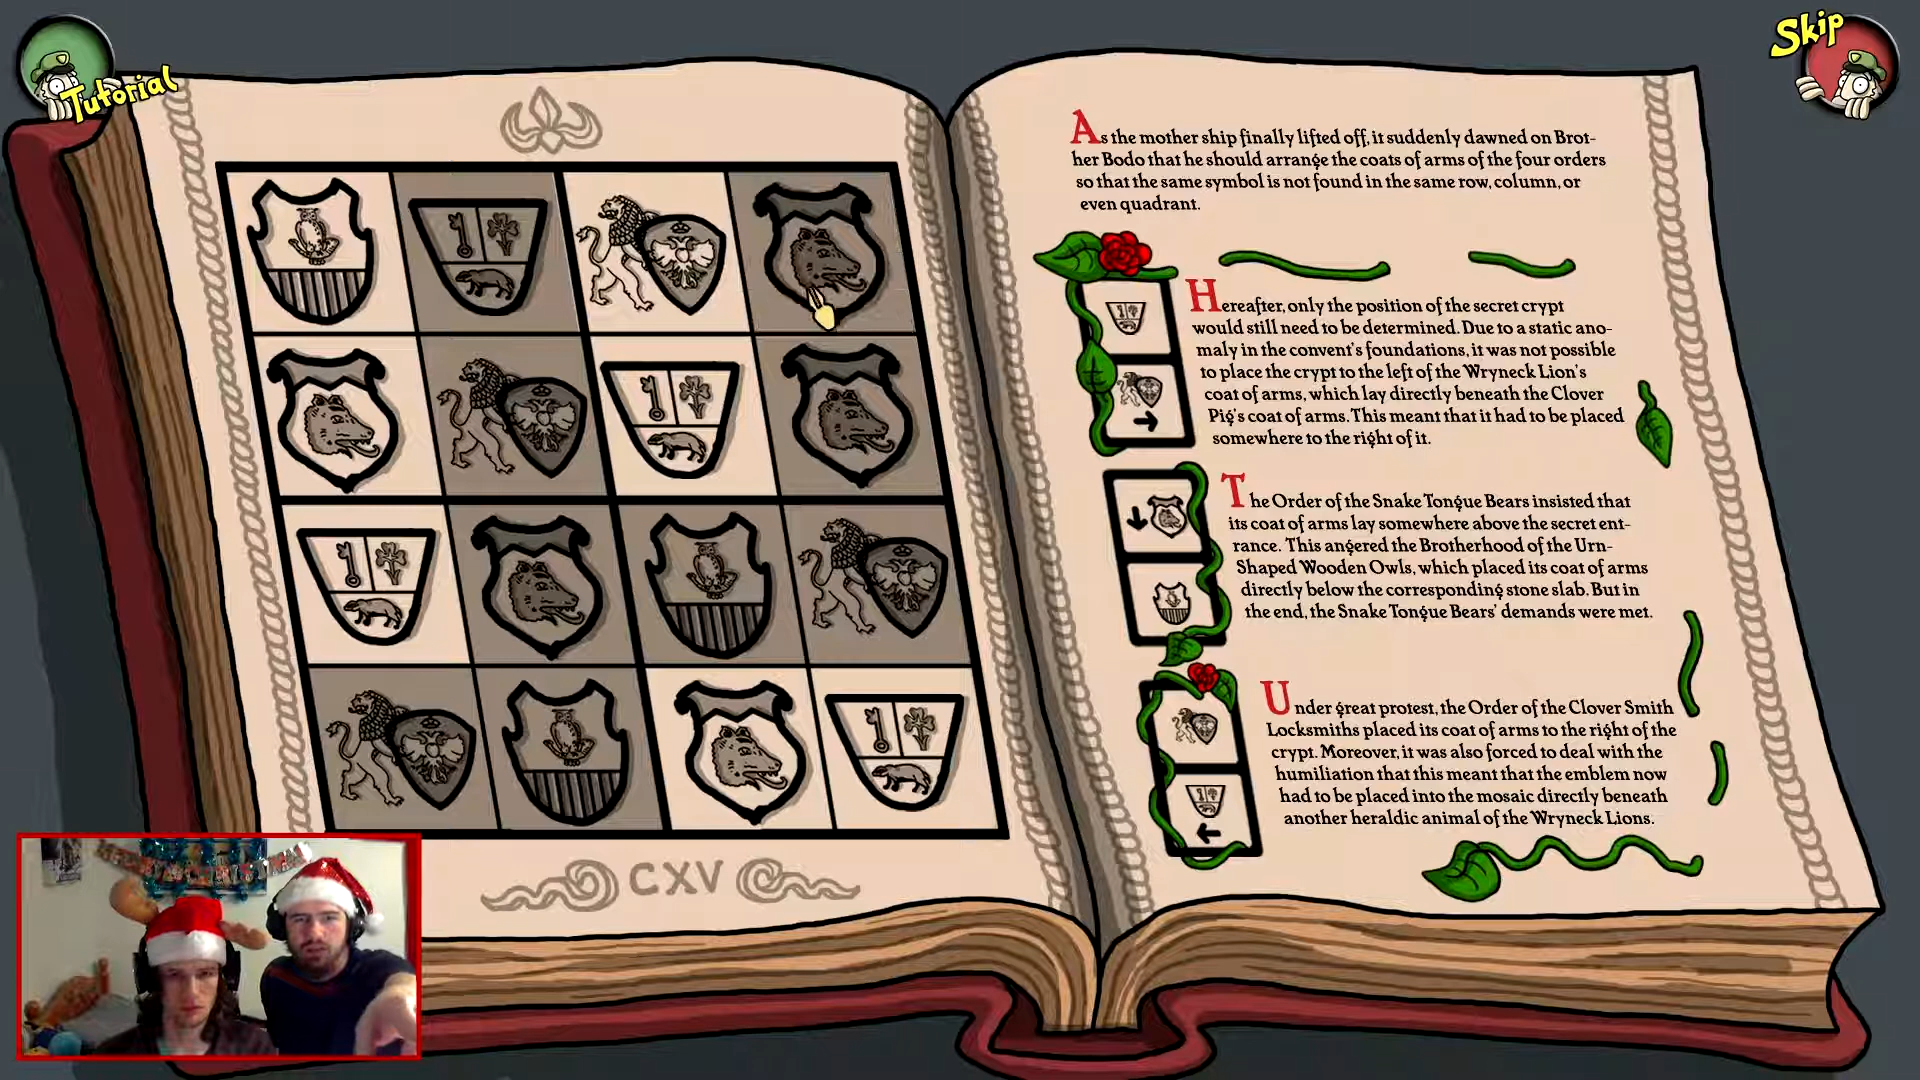 Tutorial
Skip
As the mother ship finally lifted off, it suddenly dawned on Brot-
her Bodo that he should arrange the coats of arms of the four orders
so that the same symbol is not found in the same row, column, or
even quadrant.
Hereafter, only the position of the secret crypt
would still need to be determined. Due to a static ano-
maly in the convent's foundations, it was not possible
to place the crypt to the left of the Wryneck Lion's
coat of arms, which lay directly beneath the Clover
Pig's coat of arms. This meant that it had to be placed
somewhere to the right of it.
The Order of the Snake Tongue Bears insisted that
its coat of arms lay somewhere above the secret ent-
rance. This angered the Brotherhood of the Urn-
Shaped Wooden Owls, which placed its coat of arms
directly below the corresponding stone slab. But in
the end, the Snake Tongue Bears' demands were met.
Under great protest, the Order of the Clover Smith
Locksmiths placed its coat of arms to the right of the
crypt. Moreover, it was also forced to deal with the
humiliation that this meant that the emblem now
had to be placed into the mosaic directly beneath
another heraldic animal of the Wryneck Lions.
CXV